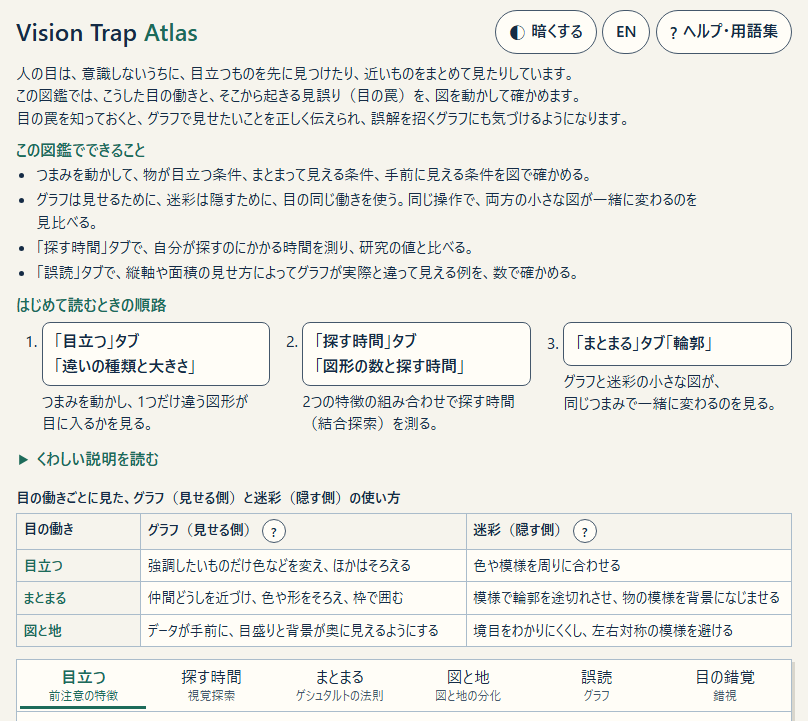 Vision Trap Atlas
暗くする
EN
? ヘルプ・用語集
人の目は、意識しないうちに、目立つものを先に見つけたり、近いものをまとめて見たりしています。
この図鑑では、こうした目の働きと、そこから起きる見誤り（目の罠）を、図を動かして確かめます。
目の罠を知っておくと、グラフで見せたいことを正しく伝えられ、誤解を招くグラフにも気づけるようになります。
この図鑑でできること
• つまみを動かして、物が目立つ条件、まとまって見える条件、手前に見える条件を図で確かめる。
• グラフは見せるために、迷彩は隠すために、目の同じ働きを使う。同じ操作で、両方の小さな図が一緒に変わるのを
見比べる。
• 「探す時間」タブで、自分が探すのにかかる時間を測り、研究の値と比べる。
• 「誤読」タブで、縦軸や面積の見せ方によってグラフが実際と違って見える例を、数で確かめる。
はじめて読むときの順路
1. 「目立つ」タブ
「違いの種類と大きさ」
つまみを動かし、1つだけ違う図形が
目に入るかを見る。
2. 「探す時間」タブ
「図形の数と探す時間」
2つの特徴の組み合わせで探す時間
（結合探索）を測る。
3. 「まとまる」タブ「輪郭」
グラフと迷彩の小さな図が、
同じつまみで一緒に変わるのを見る。
▶ くわしい説明を読む
目の働きごとに見た、グラフ（見せる側）と迷彩（隠す側）の使い方
目の働き グラフ（見せる側） ? 迷彩（隠す側） ?
目立つ 強調したいものだけ色などを変え、ほかはそろえる 色や模様を周りに合わせる
まとまる 仲間どうしを近づけ、色や形をそろえ、枠で囲む 模様で輪郭を途切れさせ、物の模様を背景になじませる
図と地 データが手前に、目盛りと背景が奥に見えるようにする 境目をわかりにくくし、左右対称の模様を避ける
目立つ 探す時間 まとまる 図と地 誤読 目の錯覚
前注意の特徴 視覚探索 ゲシュタルトの法則 図と地の分化 グラフ 錯視